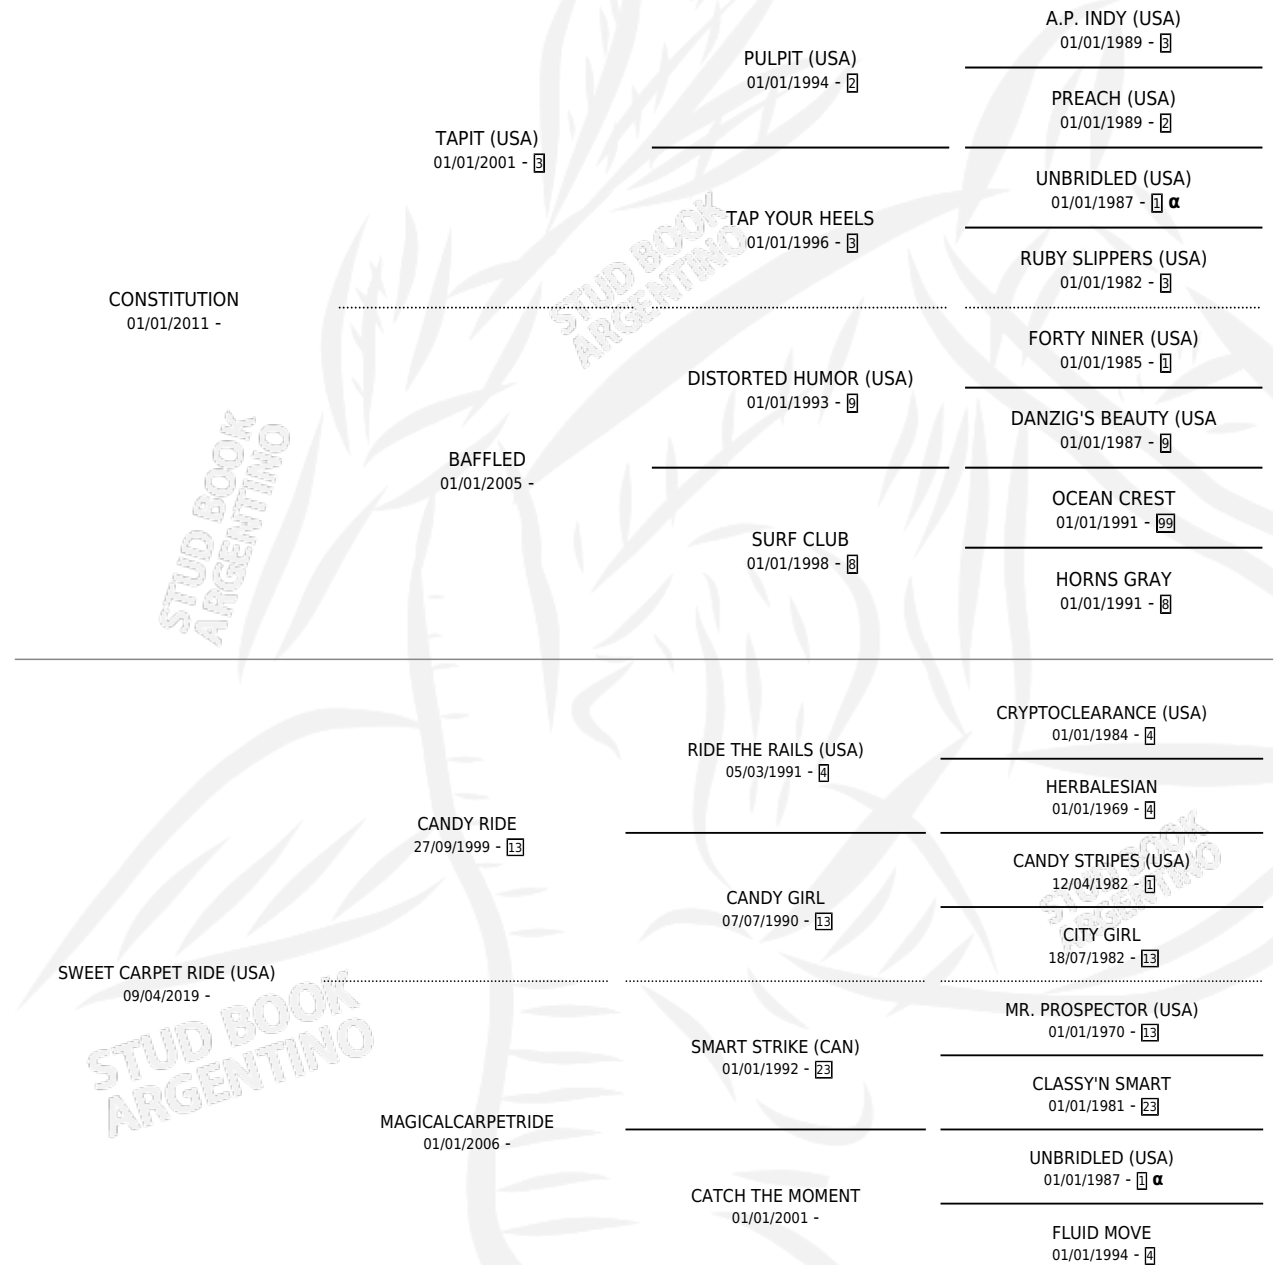 A.P. INDY (USA)
01/01/1989 - 3
PULPIT (USA)
01/01/1994 - 2
PREACH (USA)
01/01/1989 - 2
TAPIT (USA)
01/01/2001 - 3
UNBRIDLED (USA)
01/01/1987 - 1 α
TAP YOUR HEELS
01/01/1996 - 3
RUBY SLIPPERS (USA)
01/01/1982 - 3
CONSTITUTION
01/01/2011 -
FORTY NINER (USA)
01/01/1985 - 1
DISTORTED HUMOR (USA)
01/01/1993 - 9
DANZIG'S BEAUTY (USA
01/01/1987 - 9
BAFFLED
01/01/2005 -
OCEAN CREST
01/01/1991 - 99
SURF CLUB
01/01/1998 - 8
HORNS GRAY
01/01/1991 - 8
CRYPTOCLEARANCE (USA)
01/01/1984 - 4
RIDE THE RAILS (USA)
05/03/1991 - 4
HERBALESIAN
01/01/1969 - 4
CANDY RIDE
27/09/1999 - 13
CANDY STRIPES (USA)
12/04/1982 - 1
CANDY GIRL
07/07/1990 - 13
CITY GIRL
18/07/1982 - 13
SWEET CARPET RIDE (USA)
09/04/2019 -
MR. PROSPECTOR (USA)
01/01/1970 - 13
SMART STRIKE (CAN)
01/01/1992 - 23
CLASSY'N SMART
01/01/1981 - 23
MAGICALCARPETRIDE
01/01/2006 -
UNBRIDLED (USA)
01/01/1987 - 1 α
CATCH THE MOMENT
01/01/2001 -
FLUID MOVE
01/01/1994 - 4
STUD BOOK
ARGENTINO
STUD BOOK
ARGENTINO
STUD BOOK
ARGENTINO
STUD BOOK
ARGENTINO